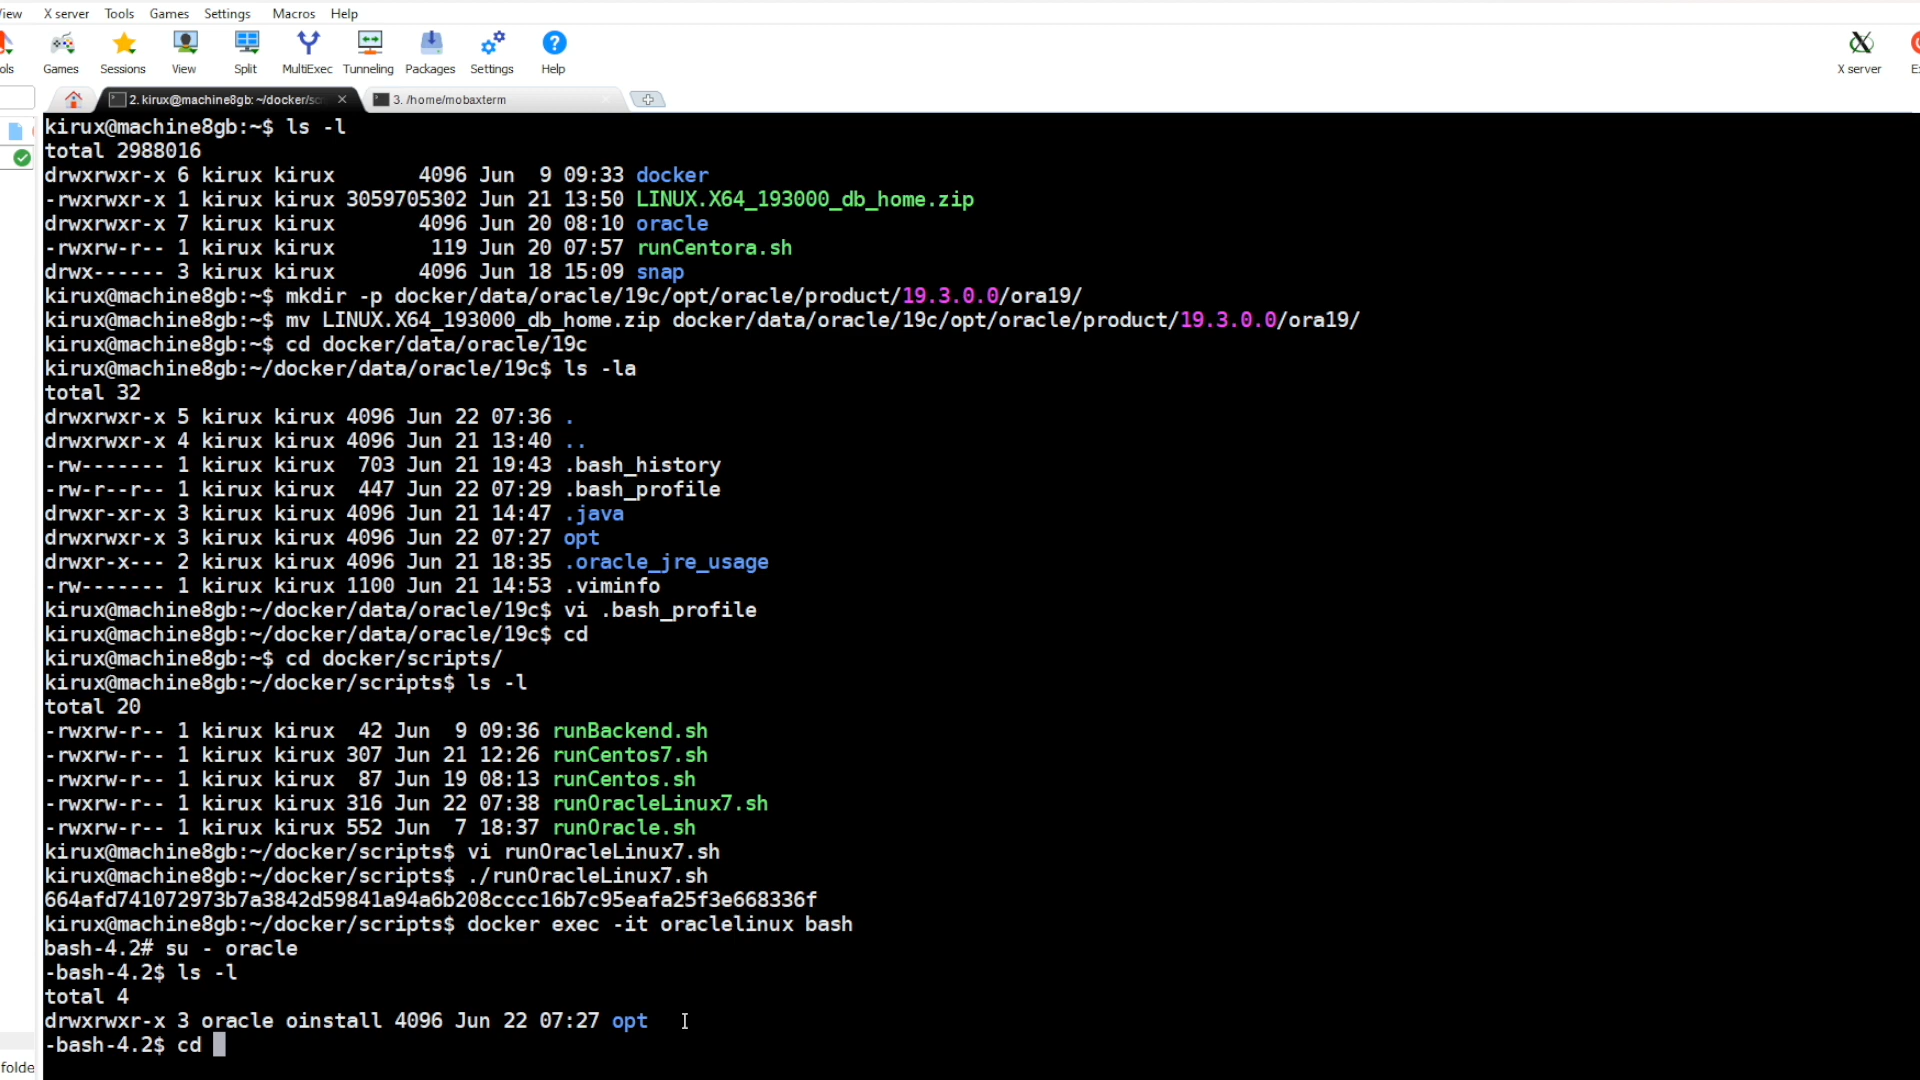 View X server Tools Games Settings Macros Help
Games Sessions View Split MultiExec Tunneling Packages Settings Help X server
2. kirux@machine8gb: ~/docker/sc 3. /home/mobaxterm
kirux@machine8gb:~$ ls -l
total 2988016
drwxrwxr-x 6 kirux kirux       4096 Jun  9 09:33 docker
-rwxrwxr-x 1 kirux kirux 3059705302 Jun 21 13:50 LINUX.X64_193000_db_home.zip
drwxrwxr-x 7 kirux kirux       4096 Jun 20 08:10 oracle
-rwxrw-r-- 1 kirux kirux        119 Jun 20 07:57 runCentora.sh
drwx------ 3 kirux kirux       4096 Jun 18 15:09 snap
kirux@machine8gb:~$ mkdir -p docker/data/oracle/19c/opt/oracle/product/19.3.0.0/ora19/
kirux@machine8gb:~$ mv LINUX.X64_193000_db_home.zip docker/data/oracle/19c/opt/oracle/product/19.3.0.0/ora19/
kirux@machine8gb:~$ cd docker/data/oracle/19c
kirux@machine8gb:~/docker/data/oracle/19c$ ls -la
total 32
drwxrwxr-x 5 kirux kirux 4096 Jun 22 07:36 .
drwxrwxr-x 4 kirux kirux 4096 Jun 21 13:40 ..
-rw------- 1 kirux kirux  703 Jun 21 19:43 .bash_history
-rw-r--r-- 1 kirux kirux  447 Jun 22 07:29 .bash_profile
drwxr-xr-x 3 kirux kirux 4096 Jun 21 14:47 .java
drwxrwxr-x 3 kirux kirux 4096 Jun 22 07:27 opt
drwxr-x--- 2 kirux kirux 4096 Jun 21 18:35 .oracle_jre_usage
-rw------- 1 kirux kirux 1100 Jun 21 14:53 .viminfo
kirux@machine8gb:~/docker/data/oracle/19c$ vi .bash_profile
kirux@machine8gb:~/docker/data/oracle/19c$ cd
kirux@machine8gb:~$ cd docker/scripts/
kirux@machine8gb:~/docker/scripts$ ls -l
total 20
-rwxrw-r-- 1 kirux kirux  42 Jun  9 09:36 runBackend.sh
-rwxrw-r-- 1 kirux kirux 307 Jun 21 12:26 runCentos7.sh
-rwxrw-r-- 1 kirux kirux  87 Jun 19 08:13 runCentos.sh
-rwxrw-r-- 1 kirux kirux 316 Jun 22 07:38 runOracleLinux7.sh
-rwxrw-r-- 1 kirux kirux 552 Jun  7 18:37 runOracle.sh
kirux@machine8gb:~/docker/scripts$ vi runOracleLinux7.sh
kirux@machine8gb:~/docker/scripts$ ./runOracleLinux7.sh
664afd741072973b7a3842d59841a94a6b208cccc16b7c95eafa25f3e668336f
kirux@machine8gb:~/docker/scripts$ docker exec -it oraclelinux bash
bash-4.2# su - oracle
-bash-4.2$ ls -l
total 4
drwxrwxr-x 3 oracle oinstall 4096 Jun 22 07:27 opt
-bash-4.2$ cd